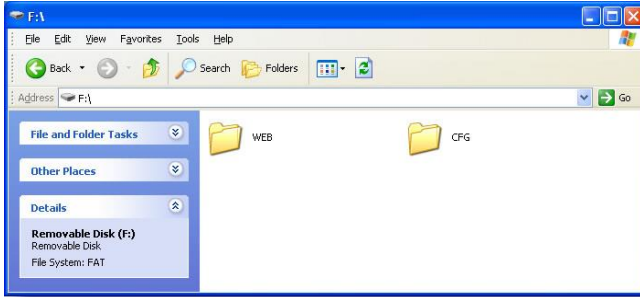 F:\
File Edit View Favorites Tools Help
Back Search Folders
Address F:\ Go
File and Folder Tasks
Other Places
Details
Removable Disk (F:)
Removable Disk
File System: FAT
WEB CFG